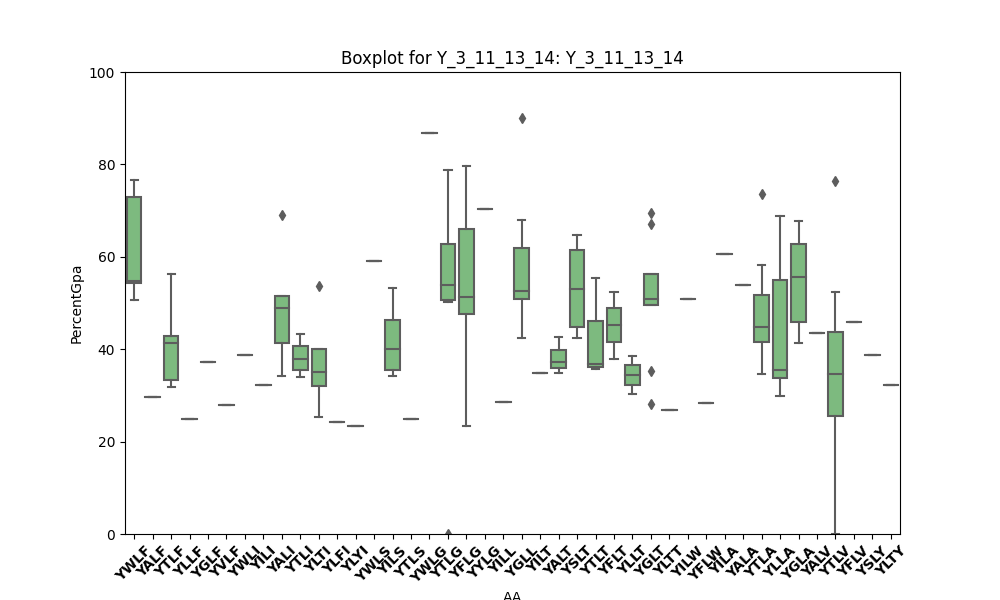 Boxplot for Y_3_11_13_14: Y_3_11_13_14
100
80
60
40
20
0
PercentGpa
YWLF
YALF
YTLF
YLLF
YGLF
YVLF
YWLI
YILI
YALI
YTLI
YLTI
YLFI
YLYI
YWLS
YILS
YTLS
YWLG
YTLG
YFLG
YYLG
YILL
YGLL
YILT
YALT
YSLT
YTLT
YFLT
YLLT
YGLT
YLTT
YILW
YFLW
YILA
YALA
YTLA
YLLA
YGLA
YALV
YTLV
YFLV
YSLY
YLTY
AA